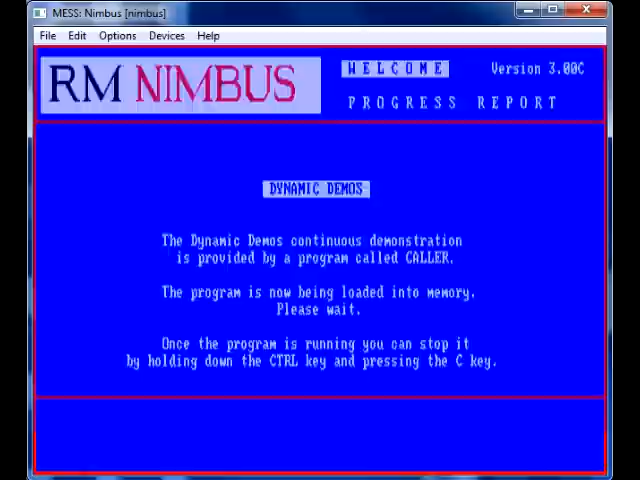 MESS: Nimbus [nimbus]
File Edit Options Devices Help
RM NIMBUS
WELCOME Version 3.00C
PROGRESS REPORT
DYNAMIC DEMOS
The Dynamic Demos continuous demonstration
is provided by a program called CALLER.
The program is now being loaded into memory.
Please wait.
Once the program is running you can stop it
by holding down the CTRL key and pressing the C key.